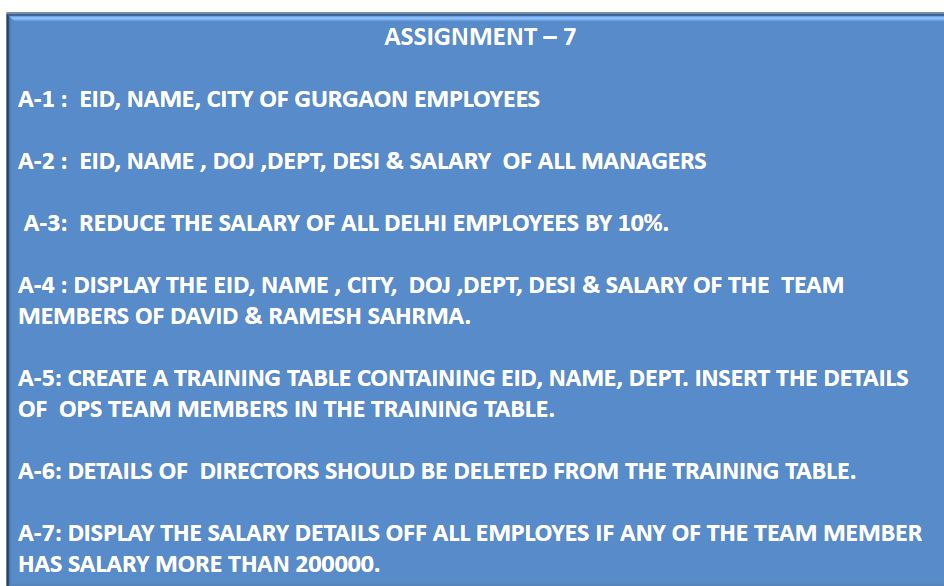 ASSIGNMENT – 7
A-1 : EID, NAME, CITY OF GURGAON EMPLOYEES
A-2 : EID, NAME , DOJ ,DEPT, DESI & SALARY OF ALL MANAGERS
A-3: REDUCE THE SALARY OF ALL DELHI EMPLOYEES BY 10%.
A-4 : DISPLAY THE EID, NAME , CITY, DOJ ,DEPT, DESI & SALARY OF THE TEAM
MEMBERS OF DAVID & RAMESH SAHRMA.
A-5: CREATE A TRAINING TABLE CONTAINING EID, NAME, DEPT. INSERT THE DETAILS
OF OPS TEAM MEMBERS IN THE TRAINING TABLE.
A-6: DETAILS OF DIRECTORS SHOULD BE DELETED FROM THE TRAINING TABLE.
A-7: DISPLAY THE SALARY DETAILS OFF ALL EMPLOYES IF ANY OF THE TEAM MEMBER
HAS SALARY MORE THAN 200000.